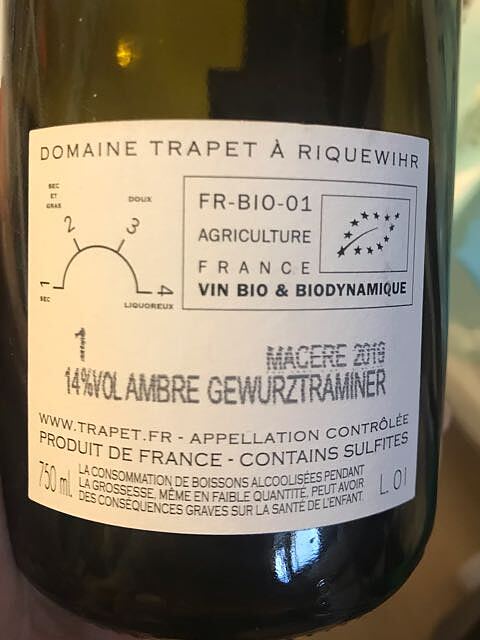 DOMAINE TRAPET À RIQUEWIHR
SEC
ET
GRAS
DOUX
2
3
1
SEC
4
LIQUOREUX
FR-BIO-01
AGRICULTURE
FRANCE
VIN BIO & BIODYNAMIQUE
1
MACERE 2019
14%VOL AMBRE GEWURZTRAMINER
WWW.TRAPET.FR - APPELLATION CONTRÔLÉE
PRODUIT DE FRANCE - CONTAINS SULFITES
750 ml
LA CONSOMMATION DE BOISSONS ALCOOLISÉES PENDANT
LA GROSSESSE, MÊME EN FAIBLE QUANTITÉ, PEUT AVOIR
DES CONSÉQUENCES GRAVES SUR LA SANTÉ DE L'ENFANT.
L 01